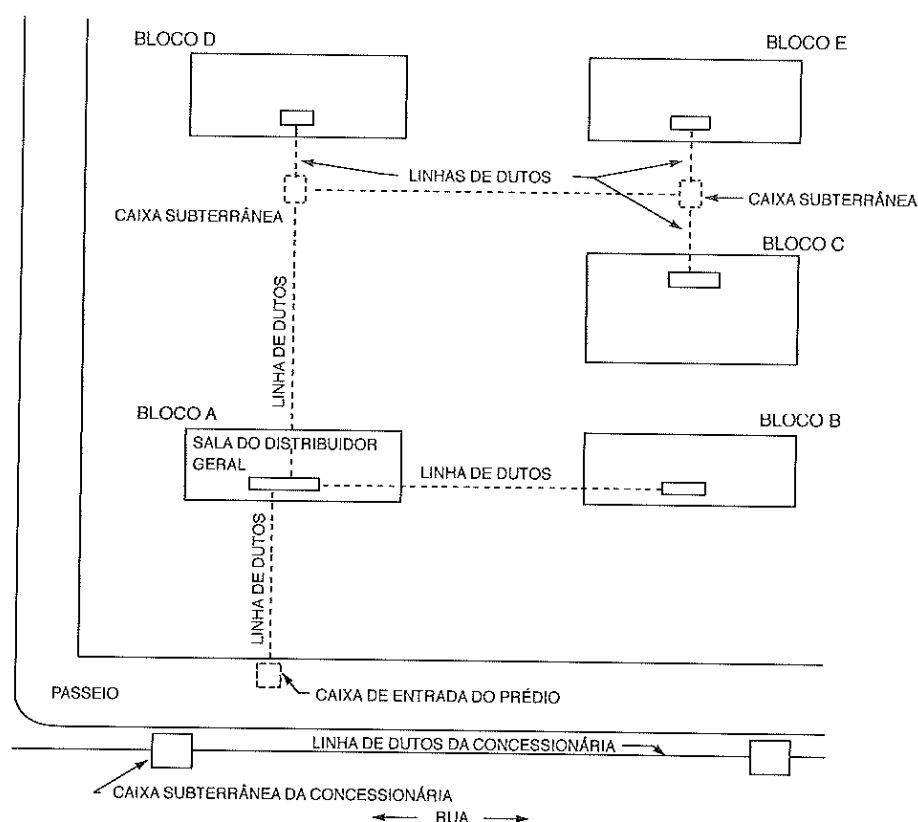 BLOCO D
BLOCO E
LINHAS DE DUTOS
CAIXA SUBTERRÂNEA
CAIXA SUBTERRÂNEA
BLOCO C
LINHA DE DUTOS
BLOCO A
BLOCO B
SALA DO DISTRIBUIDOR
GERAL
LINHA DE DUTOS
LINHA DE DUTOS
PASSEIO
CAIXA DE ENTRADA DO PRÉDIO
LINHA DE DUTOS DA CONCESSIONÁRIA
CAIXA SUBTERRÂNEA DA CONCESSIONÁRIA
RUA